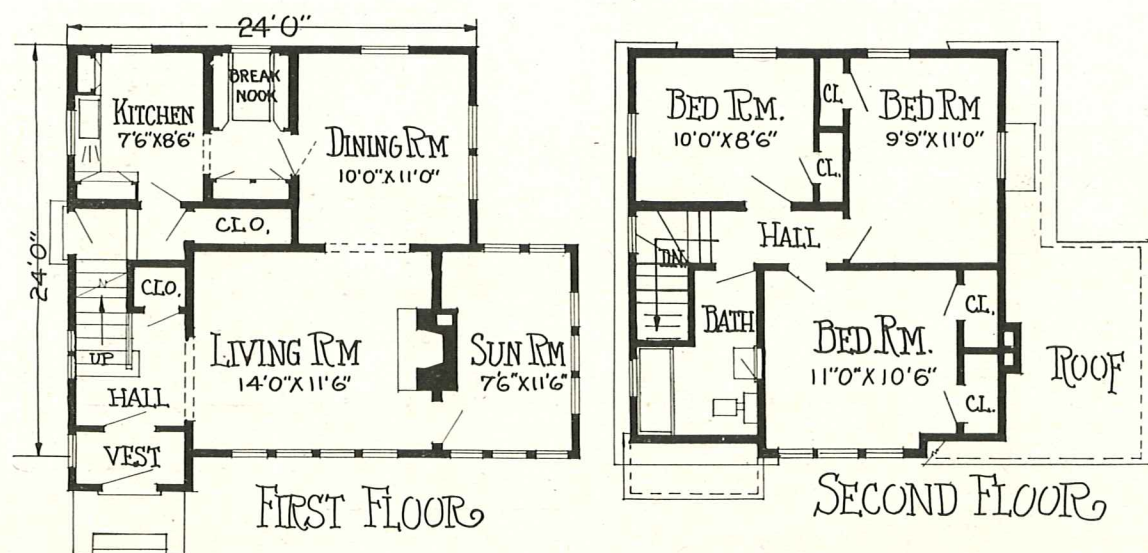 24'0"
24'0"
KITCHEN
7'6"X8'6"
BREAK
NOOK
DINING RM
10'0"X11'0"
CLO.
CLO.
UP
LIVING RM
14'0"X11'6"
SUN RM
7'6"X11'6"
HALL
VEST
FIRST FLOOR
BED RM.
10'0"X8'6"
CL.
CL.
BED RM
9'9"X11'0"
HALL
DN.
BATH
BED RM.
11'0"X10'6"
CL.
CL.
ROOF
SECOND FLOOR